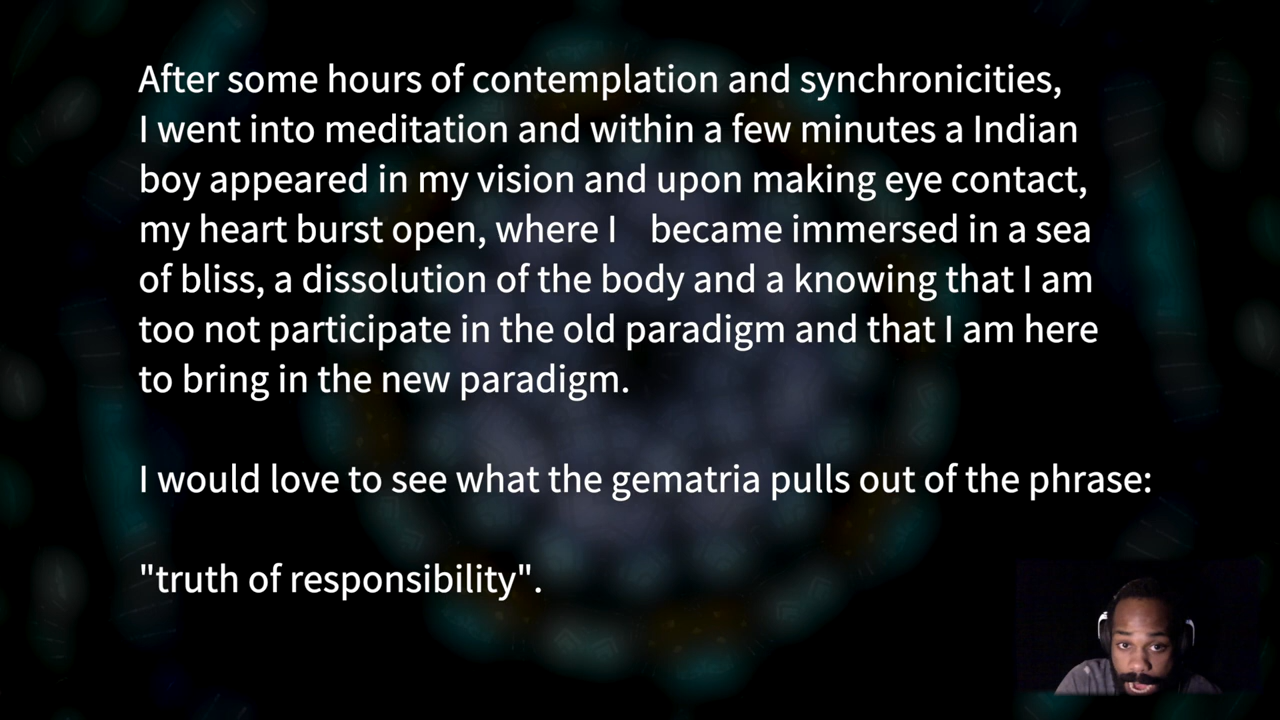 After some hours of contemplation and synchronicities,
I went into meditation and within a few minutes a Indian
boy appeared in my vision and upon making eye contact,
my heart burst open, where I became immersed in a sea
of bliss, a dissolution of the body and a knowing that I am
too not participate in the old paradigm and that I am here
to bring in the new paradigm.
I would love to see what the gematria pulls out of the phrase:
"truth of responsibility".